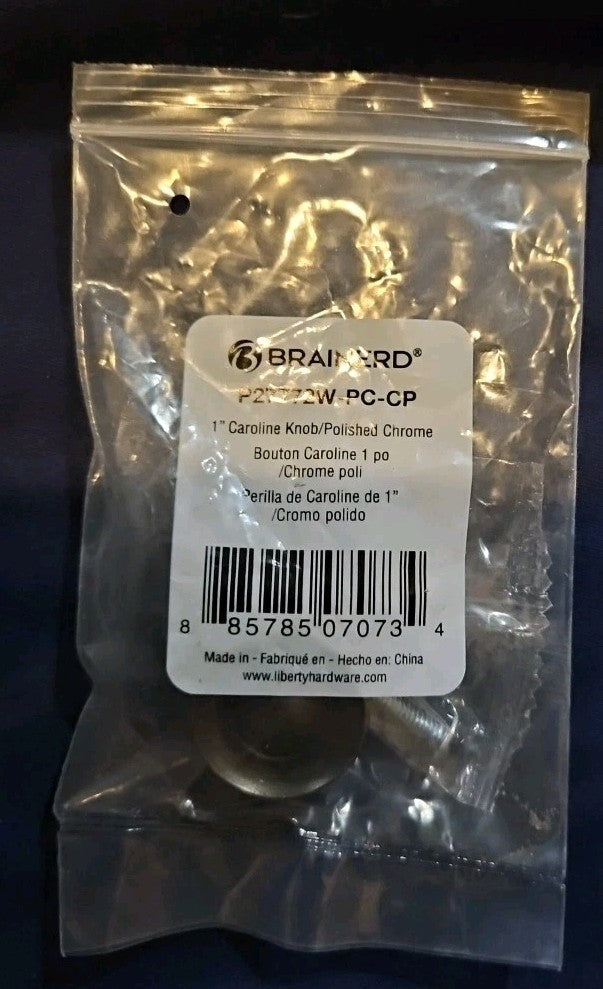 BRAINERD®
1" Caroline Knob/Polished Chrome
Bouton Caroline 1 po
/Chrome poli
Perilla de Caroline de 1"
/Cromo polido
8 85785 07073 4
Made in - Fabriqué en - Hecho en: China
www.libertyhardware.com